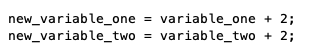 new_variable_one = variable_one + 2;
new_variable_two = variable_two + 2;